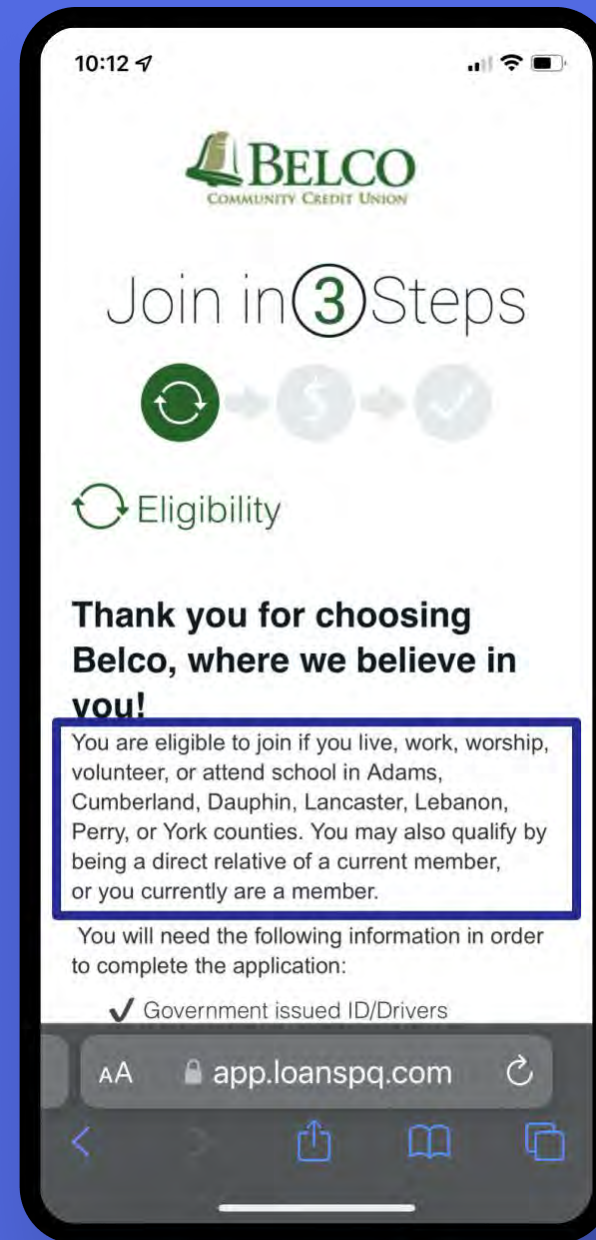 10:12
BELCO
COMMUNITY CREDIT UNION
Join in 3 Steps
$
Eligibility
Thank you for choosing
Belco, where we believe in
you!
You are eligible to join if you live, work, worship,
volunteer, or attend school in Adams,
Cumberland, Dauphin, Lancaster, Lebanon,
Perry, or York counties. You may also qualify by
being a direct relative of a current member,
or you currently are a member.
You will need the following information in order
to complete the application:
✓ Government issued ID/Drivers
AA app.loanspq.com